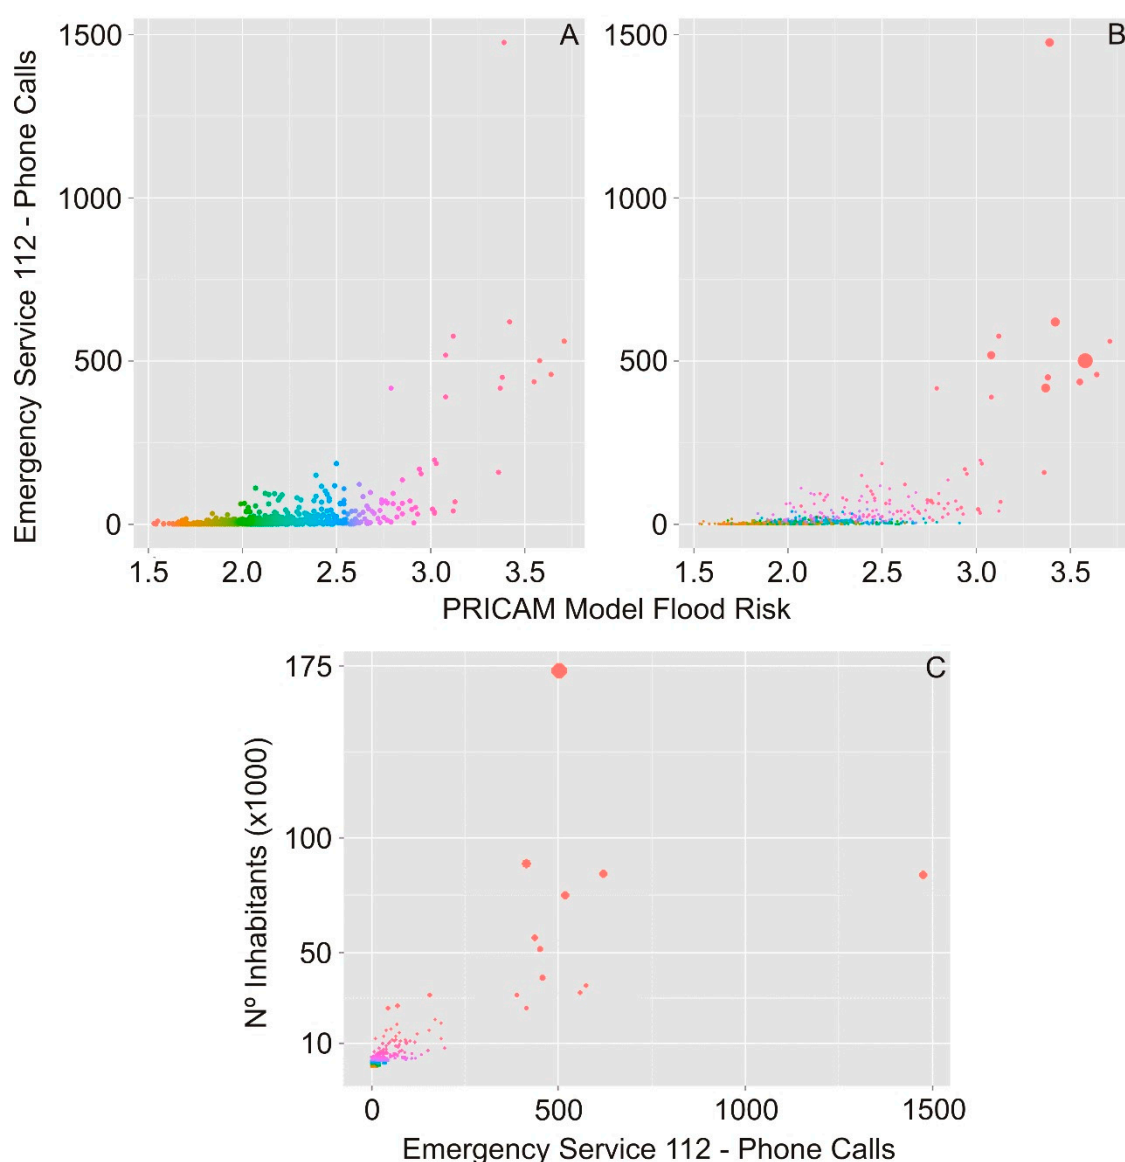 A
B
Emergency Service 112 - Phone Calls
1500
1000
500
0
1500
1000
500
0
1.5 2.0 2.5 3.0 3.5
1.5 2.0 2.5 3.0 3.5
PRICAM Model Flood Risk
C
Nº Inhabitants (x1000)
175
100
50
10
0 500 1000 1500
Emergency Service 112 - Phone Calls